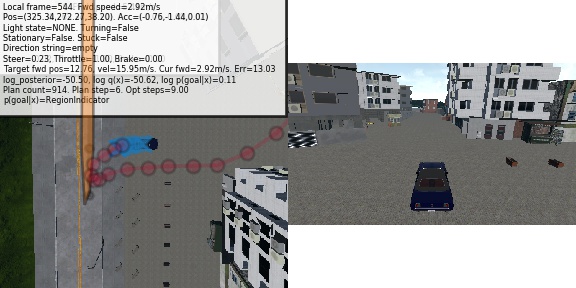 Local frame=544: Fwd speed=2.92m/s
Pos=(325.34,272.27,38.20). Acc=(-0.76,-1.44,0.01)
Light state=NONE. Turning=False
Stationary=False. Stuck=False
Direction string=empty
Steer=0.23, Throttle=1.00, Brake=0.00
Target fwd pos=12.76, vel=15.95m/s. Cur fwd=2.92m/s. Err=13.03
log_posterior=-50.50, log q(x)=-50.62, log p(goal|x)=0.11
Plan count=914. Plan step=6. Opt steps=9.00
p(goal|x)=RegionIndicator